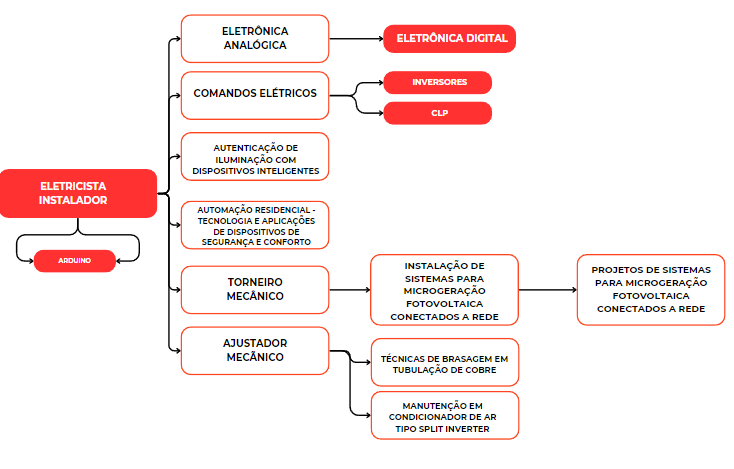 ELETRÔNICA
ANALÓGICA
ELETRÔNICA DIGITAL
COMANDOS ELÉTRICOS
INVERSORES
CLP
AUTENTICAÇÃO DE
ILUMINAÇÃO COM
DISPOSITIVOS INTELIGENTES
ELETRICISTA
INSTALADOR
ARDUINO
AUTOMAÇÃO RESIDENCIAL -
TECNOLOGIA E APLICAÇÕES
DE DISPOSITIVOS DE
SEGURANÇA E CONFORTO
TORNEIRO
MECÂNICO
INSTALAÇÃO DE
SISTEMAS PARA
MICROGERAÇÃO
FOTOVOLTAICA
CONECTADOS A REDE
PROJETOS DE SISTEMAS
PARA MICROGERAÇÃO
FOTOVOLTAICA
CONECTADOS A REDE
AJUSTADOR
MECÂNICO
TÉCNICAS DE BRASAGEM EM
TUBULAÇÃO DE COBRE
MANUTENÇÃO EM
CONDICIONADOR DE AR
TIPO SPLIT INVERTER